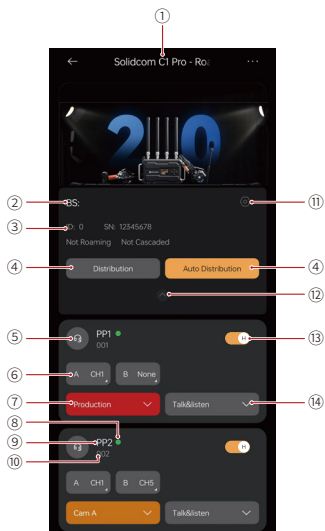 ①
Solidcom C1 Pro - Roa
210
② BS: ⑪
③ ID: 0 SN: 12345678
Not Roaming Not Cascaded
④ Distribution Auto Distribution ④
⑫
⑤ PP1 H ⑬
001
⑥ A CH1 B None
⑦ Production Talk&listen ⑭
⑧
⑨ PP2 H
⑩ 002
A CH1 B CH5
Cam A Talk&listen